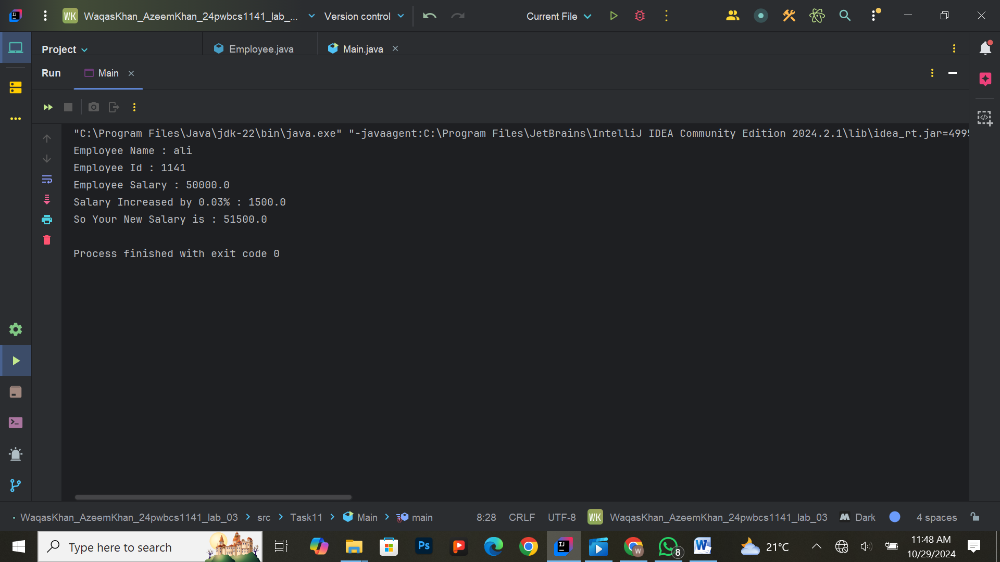 WK WaqasKhan_AzeemKhan_24pwbcs1141_lab_... Version control Current File
Project Employee.java Main.java
Run Main
"C:\Program Files\Java\jdk-22\bin\java.exe" "-javaagent:C:\Program Files\JetBrains\IntelliJ IDEA Community Edition 2024.2.1\lib\idea_rt.jar=499
Employee Name : ali
Employee Id : 1141
Employee Salary : 50000.0
Salary Increased by 0.03% : 1500.0
So Your New Salary is : 51500.0
Process finished with exit code 0
WaqasKhan_AzeemKhan_24pwbcs1141_lab_03 src Task11 Main main 8:28 CRLF UTF-8 WK WaqasKhan_AzeemKhan_24pwbcs1141_lab_03 M Dark 4 spaces
Type here to search Ps P IJ W W 8 21°C 11:48 AM
10/29/2024